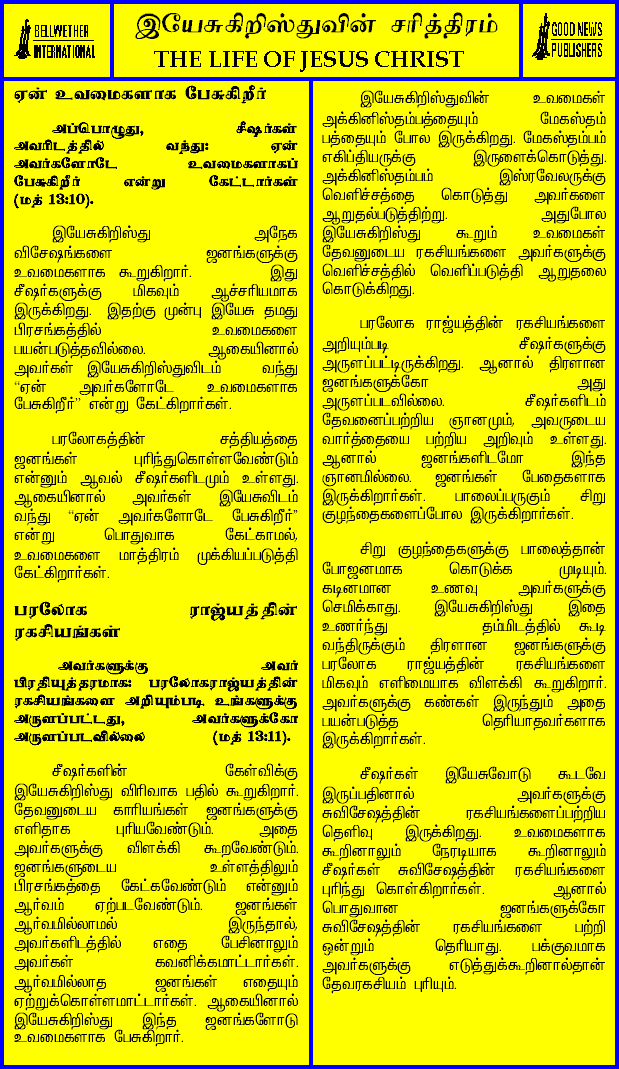 BELLWETHER
INTERNATIONAL
இயேசுகிறிஸ்துவின் சரித்திரம்
THE LIFE OF JESUS CHRIST
GOOD NEWS
PUBLISHERS
ஏன் உவமைகளாக பேசுகிறீர்
அப்பொழுது, சீஷர்கள்
அவரிடத்தில் வந்து: ஏன்
அவர்களோடே உவமைகளாகப்
பேசுகிறீர் என்று கேட்டார்கள்
(மத் 13:10).
இயேசுகிறிஸ்து அநேக
விசேஷங்களை ஜனங்களுக்கு
உவமைகளாக கூறுகிறார். இது
சீஷர்களுக்கு மிகவும் ஆச்சரியமாக
இருக்கிறது. இதற்கு முன்பு இயேசு தமது
பிரசங்கத்தில் உவமைகளை
பயன்படுத்தவில்லை. ஆகையினால்
அவர்கள் இயேசுகிறிஸ்துவிடம் வந்து
“ஏன் அவர்களோடே உவமைகளாக
பேசுகிறீர்” என்று கேட்கிறார்கள்.
பரலோகத்தின் சத்தியத்தை
ஜனங்கள் புரிந்துகொள்ளவேண்டும்
என்னும் ஆவல் சீஷர்களிடமும் உள்ளது.
ஆகையினால் அவர்கள் இயேசுவிடம்
வந்து “ஏன் அவர்களோடே பேசுகிறீர்”
என்று பொதுவாக கேட்காமல்,
உவமைகளை மாத்திரம் முக்கியப்படுத்தி
கேட்கிறார்கள்.
பரலோக ராஜ்யத்தின்
ரகசியங்கள்
அவர்களுக்கு அவர்
பிரதியுத்தரமாக: பரலோகராஜ்யத்தின்
ரகசியங்களை அறியும்படி உங்களுக்கு
அருளப்பட்டது, அவர்களுக்கோ
அருளப்படவில்லை (மத் 13:11).
சீஷர்களின் கேள்விக்கு
இயேசுகிறிஸ்து விரிவாக பதில் கூறுகிறார்.
தேவனுடைய காரியங்கள் ஜனங்களுக்கு
எளிதாக புரியவேண்டும். அதை
அவர்களுக்கு விளக்கி கூறவேண்டும்.
ஜனங்களுடைய உள்ளத்திலும்
பிரசங்கத்தை கேட்கவேண்டும் என்னும்
ஆர்வம் ஏற்படவேண்டும். ஜனங்கள்
ஆர்வமில்லாமல் இருந்தால்,
அவர்களிடத்தில் எதை பேசினாலும்
அவர்கள் கவனிக்கமாட்டார்கள்.
ஆர்வமில்லாத ஜனங்கள் எதையும்
ஏற்றுக்கொள்ளமாட்டார்கள். ஆகையினால்
இயேசுகிறிஸ்து இந்த ஜனங்களோடு
உவமைகளாக பேசுகிறார்.
இயேசுகிறிஸ்துவின் உவமைகள்
அக்கினிஸ்தம்பத்தையும் மேகஸ்தம்
பத்தையும் போல இருக்கிறது. மேகஸ்தம்பம்
எகிப்தியருக்கு இருளைக்கொடுத்து.
அக்கினிஸ்தம்பம் இஸ்ரவேலருக்கு
வெளிச்சத்தை கொடுத்து அவர்களை
ஆறுதல்படுத்திற்று. அதுபோல
இயேசுகிறிஸ்து கூறும் உவமைகள்
தேவனுடைய ரகசியங்களை அவர்களுக்கு
வெளிச்சத்தில் வெளிப்படுத்தி ஆறுதலை
கொடுக்கிறது.
பரலோக ராஜ்யத்தின் ரகசியங்களை
அறியும்படி சீஷர்களுக்கு
அருளப்பட்டிருக்கிறது. ஆனால் திரளான
ஜனங்களுக்கோ அது
அருளப்படவில்லை. சீஷர்களிடம்
தேவனைப்பற்றிய ஞானமும், அவருடைய
வார்த்தையை பற்றிய அறிவும் உள்ளது.
ஆனால் ஜனங்களிடமோ இந்த
ஞானமில்லை. ஜனங்கள் பேதைகளாக
இருக்கிறார்கள். பாலைப்பருகும் சிறு
குழந்தைகளைப்போல இருக்கிறார்கள்.
சிறு குழந்தைகளுக்கு பாலைத்தான்
போஜனமாக கொடுக்க முடியும்.
கடினமான உணவு அவர்களுக்கு
செமிக்காது. இயேசுகிறிஸ்து இதை
உணர்ந்து தம்மிடத்தில் கூடி
வந்திருக்கும் திரளான ஜனங்களுக்கு
பரலோக ராஜ்யத்தின் ரகசியங்களை
மிகவும் எளிமையாக விளக்கி கூறுகிறார்.
அவர்களுக்கு கண்கள் இருந்தும் அதை
பயன்படுத்த தெரியாதவர்களாக
இருக்கிறார்கள்.
சீஷர்கள் இயேசுவோடு கூடவே
இருப்பதினால் அவர்களுக்கு
சுவிசேஷத்தின் ரகசியங்களைப்பற்றிய
தெளிவு இருக்கிறது. உவமைகளாக
கூறினாலும் நேரடியாக கூறினாலும்
சீஷர்கள் சுவிசேஷத்தின் ரகசியங்களை
புரிந்து கொள்கிறார்கள். ஆனால்
பொதுவான ஜனங்களுக்கோ
சுவிசேஷத்தின் ரகசியங்களை பற்றி
ஒன்றும் தெரியாது. பக்குவமாக
அவர்களுக்கு எடுத்துக்கூறினால்தான்
தேவரகசியம் புரியும்.